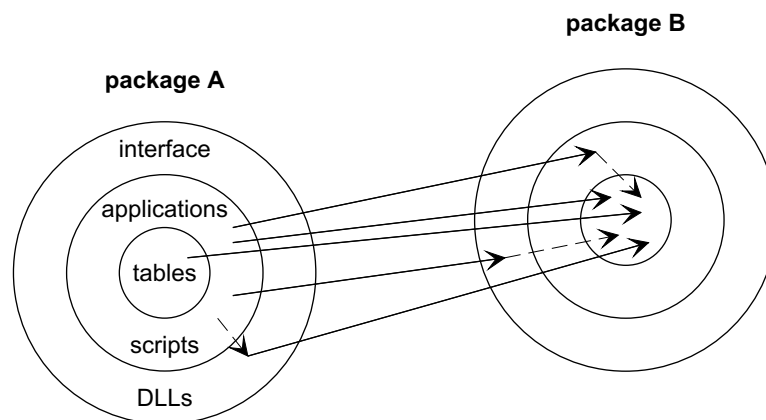 package B
package A
interface
applications
tables
scripts
DLLs